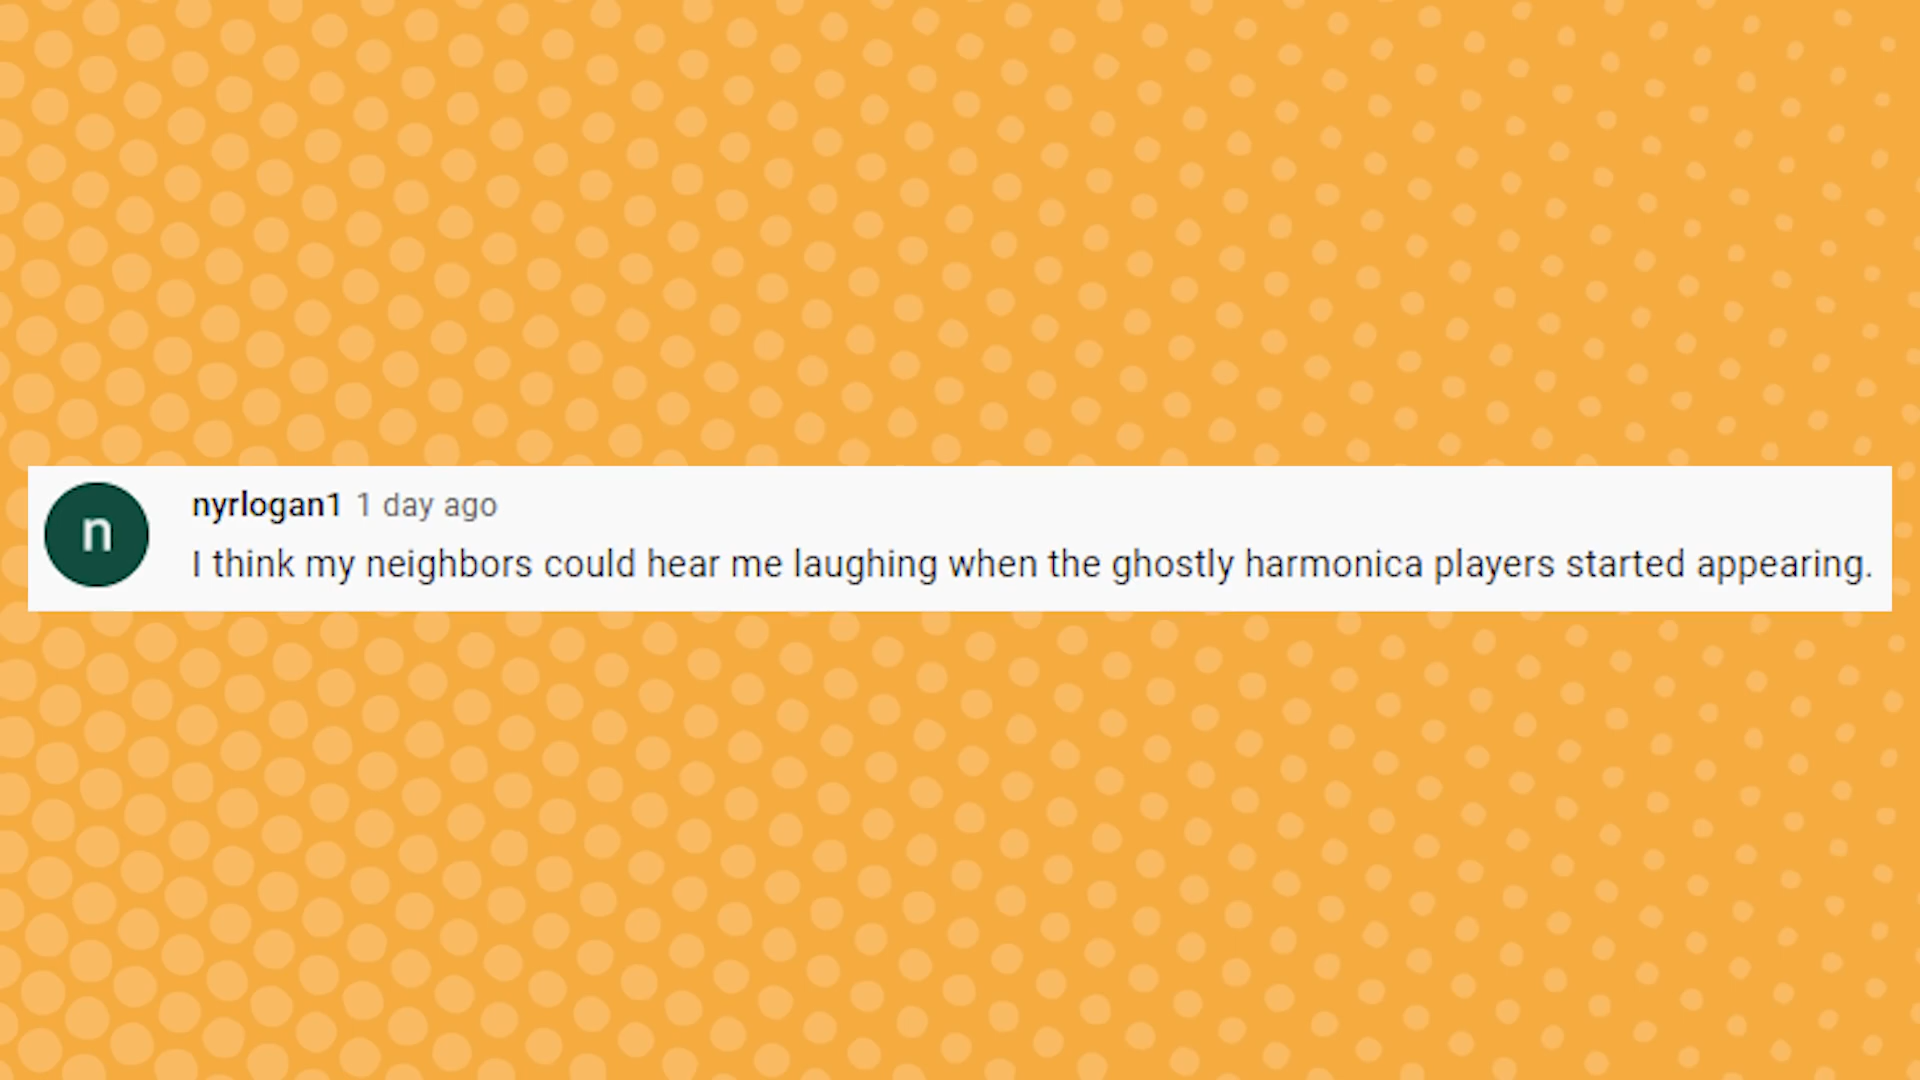 n
nyrlogan1 1 day ago
I think my neighbors could hear me laughing when the ghostly harmonica players started appearing.